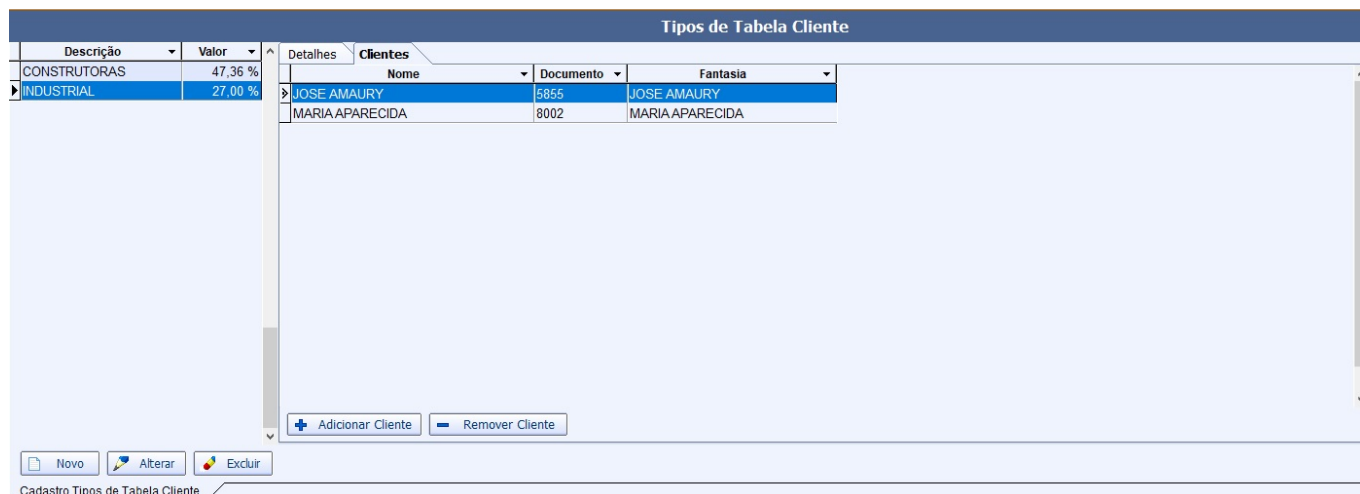 Tipos de Tabela Cliente
Descrição Valor
CONSTRUTORAS 47,36 %
INDUSTRIAL 27,00 %
Detalhes Clientes
Nome Documento Fantasia
JOSE AMAURY 5855 JOSE AMAURY
MARIA APARECIDA 8002 MARIA APARECIDA
Adicionar Cliente Remover Cliente
Novo Alterar Excluir
Cadastro Tipos de Tabela Cliente